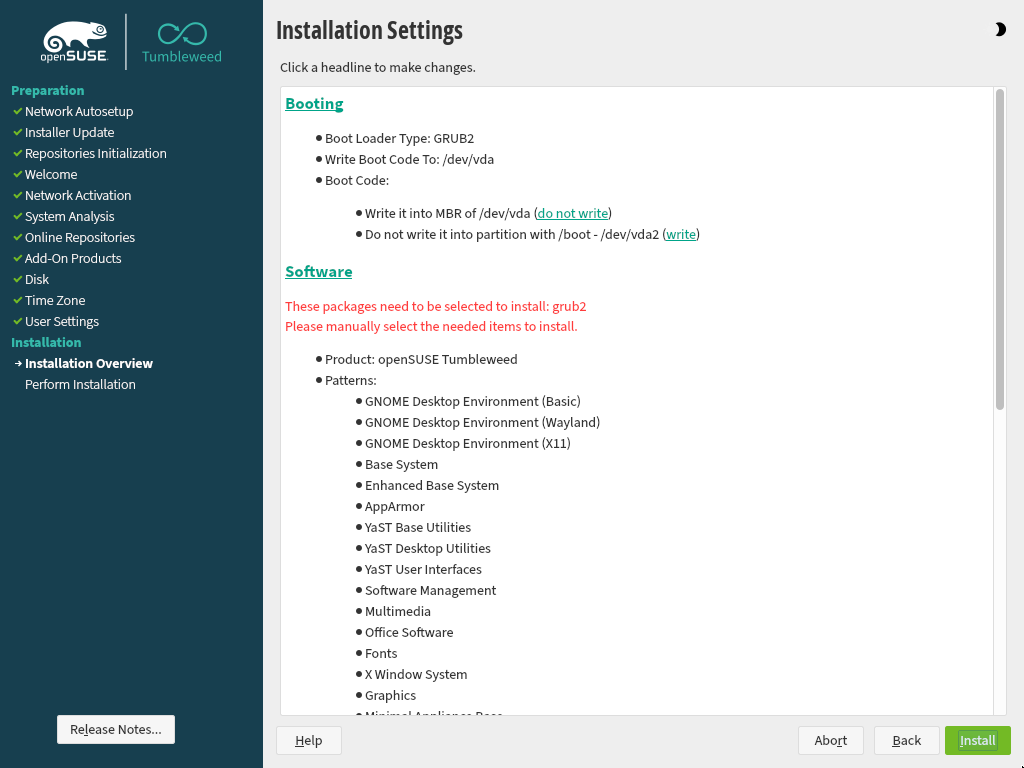 openSUSE
Tumbleweed
Preparation
Network Autosetup
Installer Update
Repositories Initialization
Welcome
Network Activation
System Analysis
Online Repositories
Add-On Products
Disk
Time Zone
User Settings
Installation
Installation Overview
Perform Installation
Release Notes...
Installation Settings
Click a headline to make changes.
Booting
Boot Loader Type: GRUB2
Write Boot Code To: /dev/vda
Boot Code:
Write it into MBR of /dev/vda (do not write)
Do not write it into partition with /boot - /dev/vda2 (write)
Software
These packages need to be selected to install: grub2
Please manually select the needed items to install.
Product: openSUSE Tumbleweed
Patterns:
GNOME Desktop Environment (Basic)
GNOME Desktop Environment (Wayland)
GNOME Desktop Environment (X11)
Base System
Enhanced Base System
AppArmor
YaST Base Utilities
YaST Desktop Utilities
YaST User Interfaces
Software Management
Multimedia
Office Software
Fonts
X Window System
Graphics
Minimal Appliance Base
Help
Abort
Back
Install